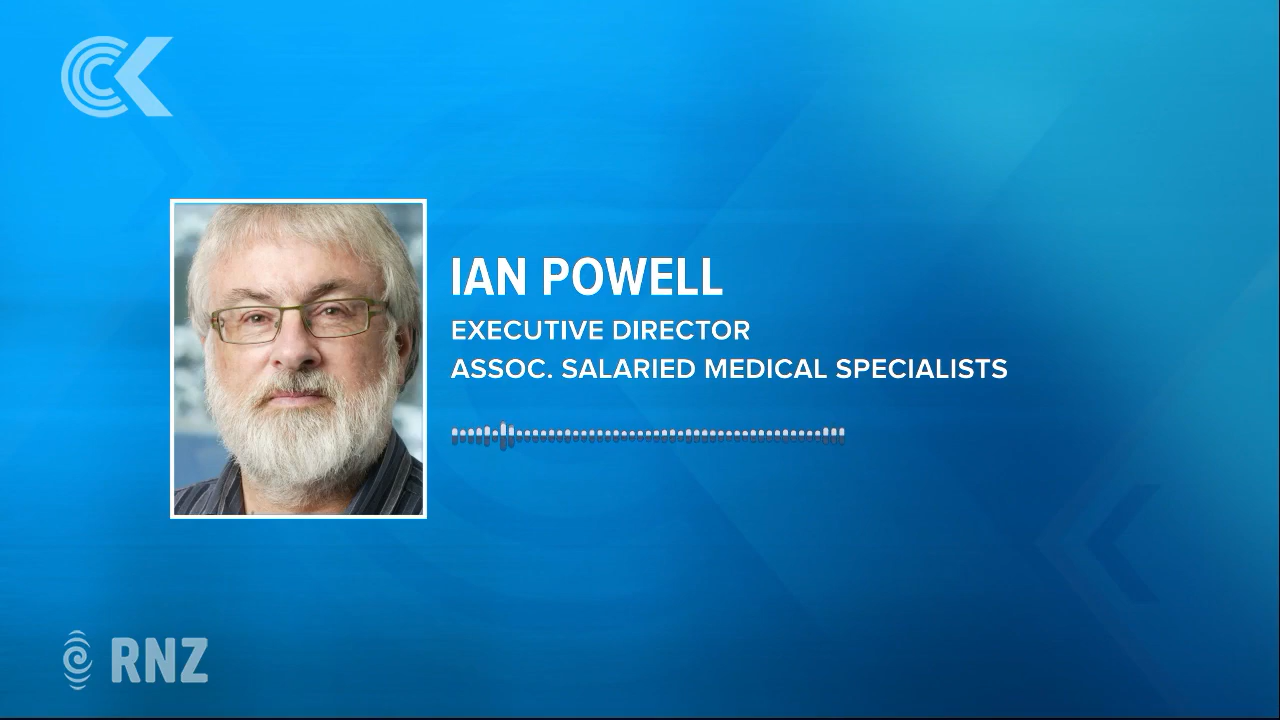 IAN POWELL
EXECUTIVE DIRECTOR
ASSOC. SALARIED MEDICAL SPECIALISTS
RNZ